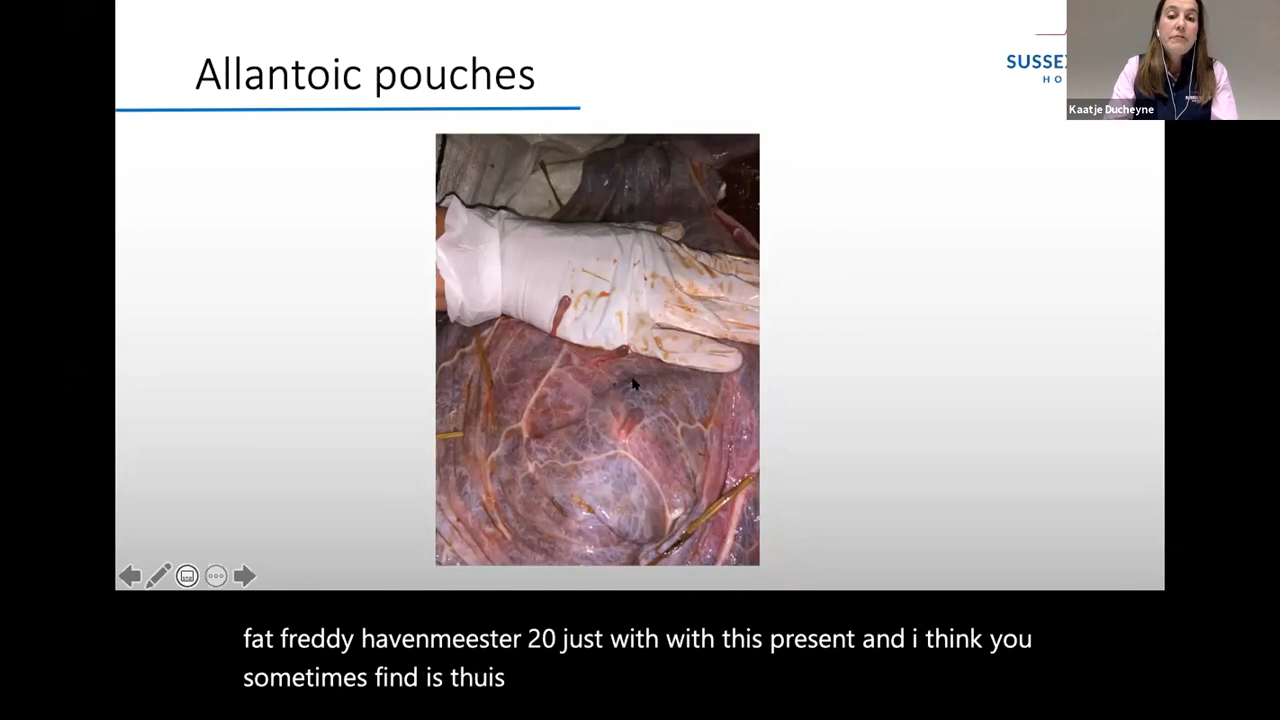 Allantoic pouches
SUSSE
HO
Kaatje Ducheyne
fat freddy havenmeester 20 just with with this present and i think you
sometimes find is thuis